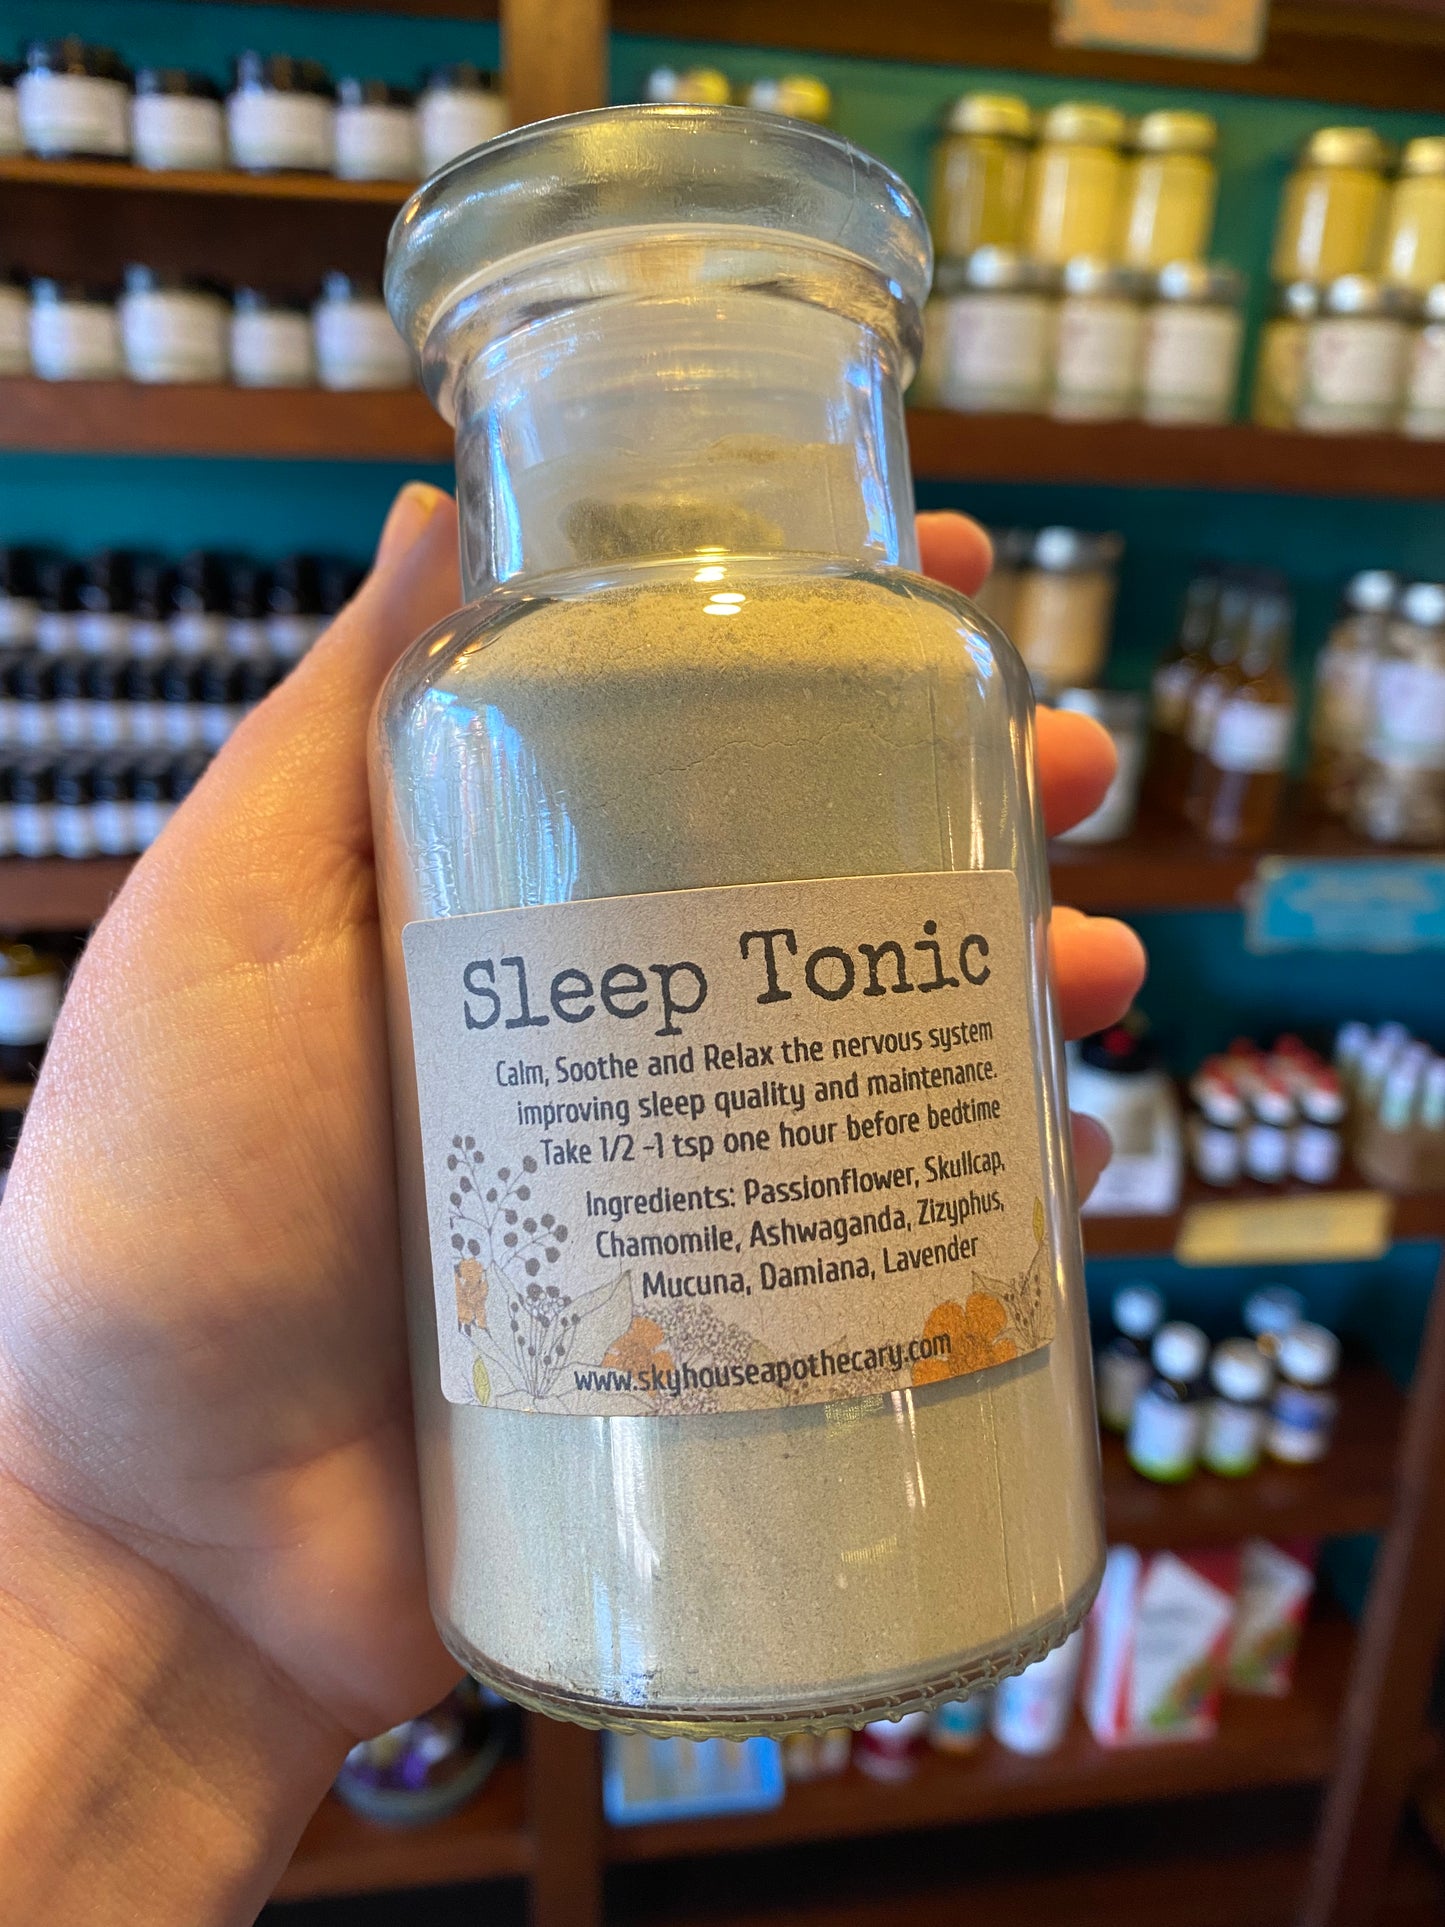 Sleep Tonic
Calm, Soothe and Relax the nervous system
improving sleep quality and maintenance.
Take 1/2 -1 tsp one hour before bedtime
Ingredients: Passionflower, Skullcap,
Chamomile, Ashwaganda, Zizyphus,
Mucuna, Damiana, Lavender
www.skyhouseapothecary.com